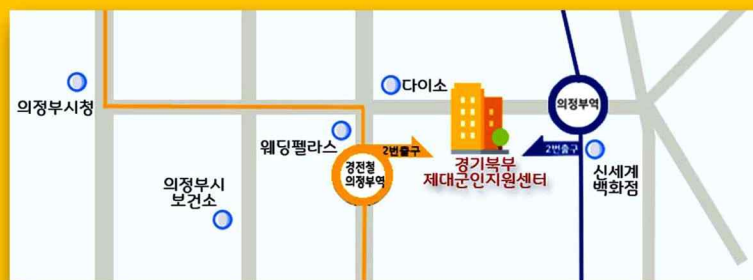 다이소
의정부시청
의정부역
웨딩펠라스
2번출구
2번출구
경전철
의정부역
경기북부
제대군인지원센터
신세계
백화점
의정부시
보건소